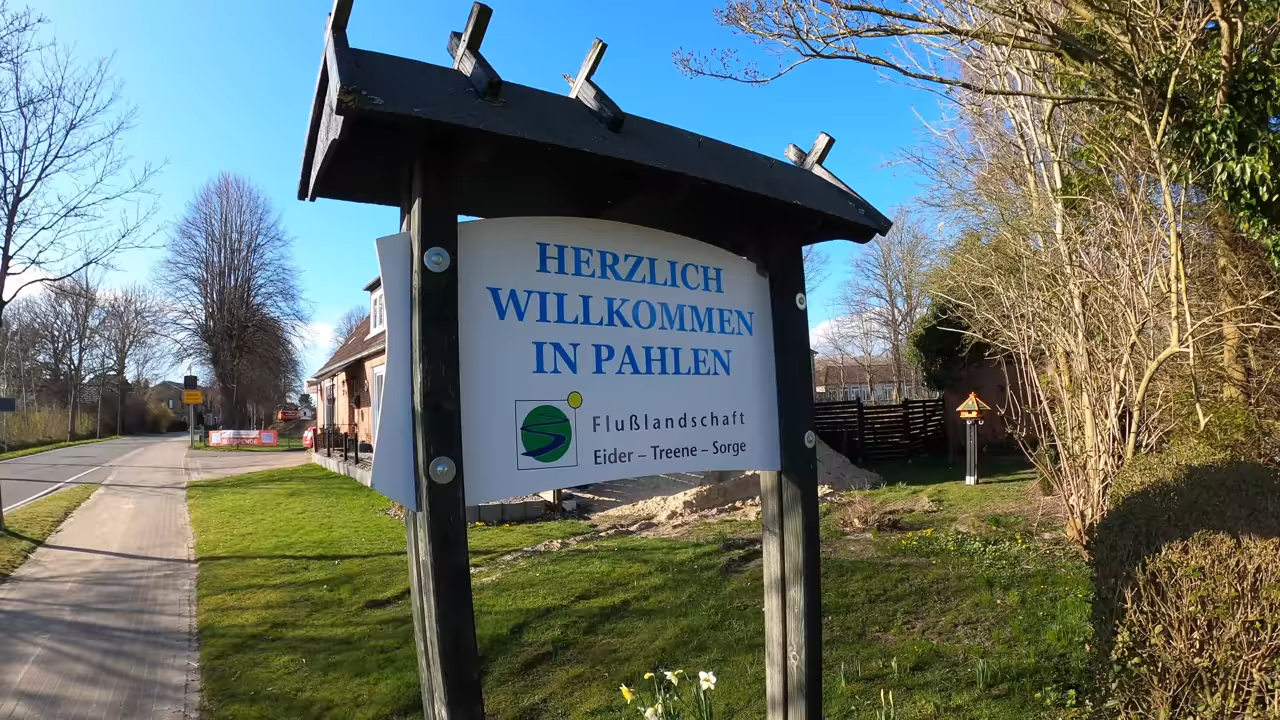 HERZLICH
WILLKOMMEN
IN PAHLEN
Flußlandschaft
Eider – Treene – Sorge